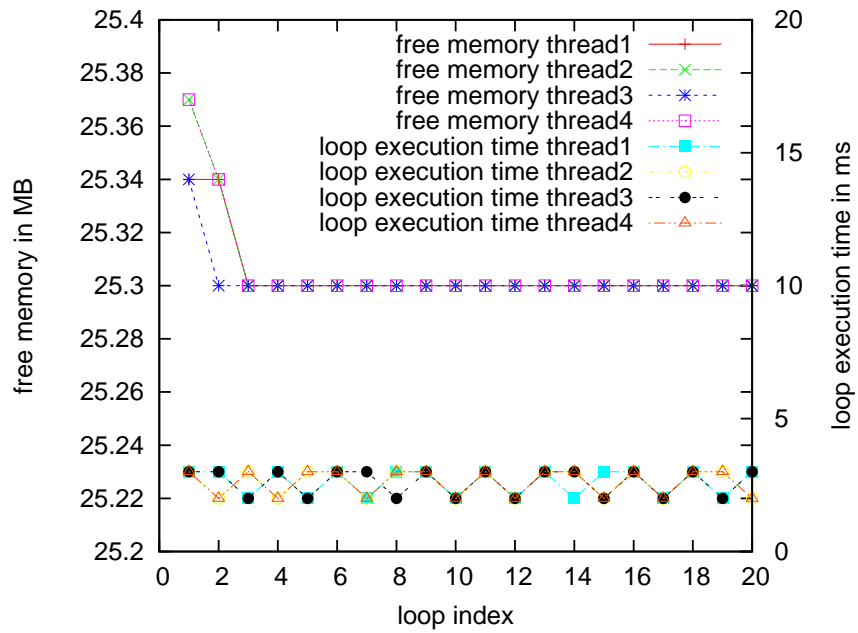 25.4
25.38
25.36
25.34
25.32
25.3
25.28
25.26
25.24
25.22
25.2
free memory in MB
free memory thread1
free memory thread2
free memory thread3
free memory thread4
loop execution time thread1
loop execution time thread2
loop execution time thread3
loop execution time thread4
20
15
10
5
0
loop execution time in ms
0 2 4 6 8 10 12 14 16 18 20
loop index